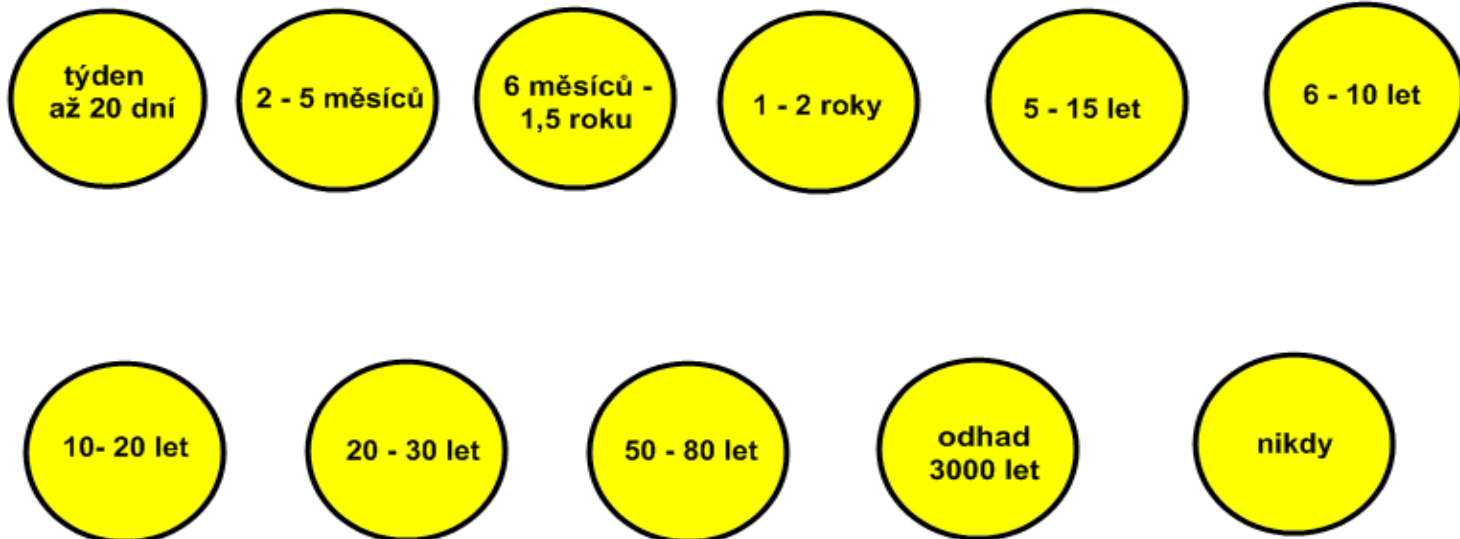 týden
až 20 dní
2 - 5 měsíců
6 měsíců -
1,5 roku
1 - 2 roky
5 - 15 let
6 - 10 let
10- 20 let
20 - 30 let
50 - 80 let
odhad
3000 let
nikdy